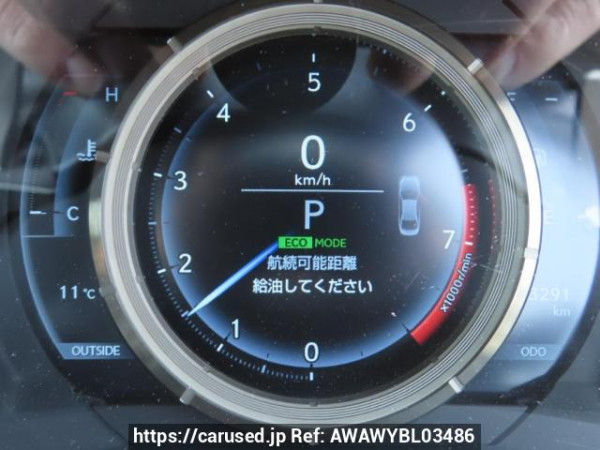 5
4
6
H
F
0
km/h
3
P
C
E
7
ECO MODE
2
航続可能距離
給油してください
x1000r/min
11°C
1
km
0
OUTSIDE
ODO
https://carused.jp Ref: AWAWYBL03486